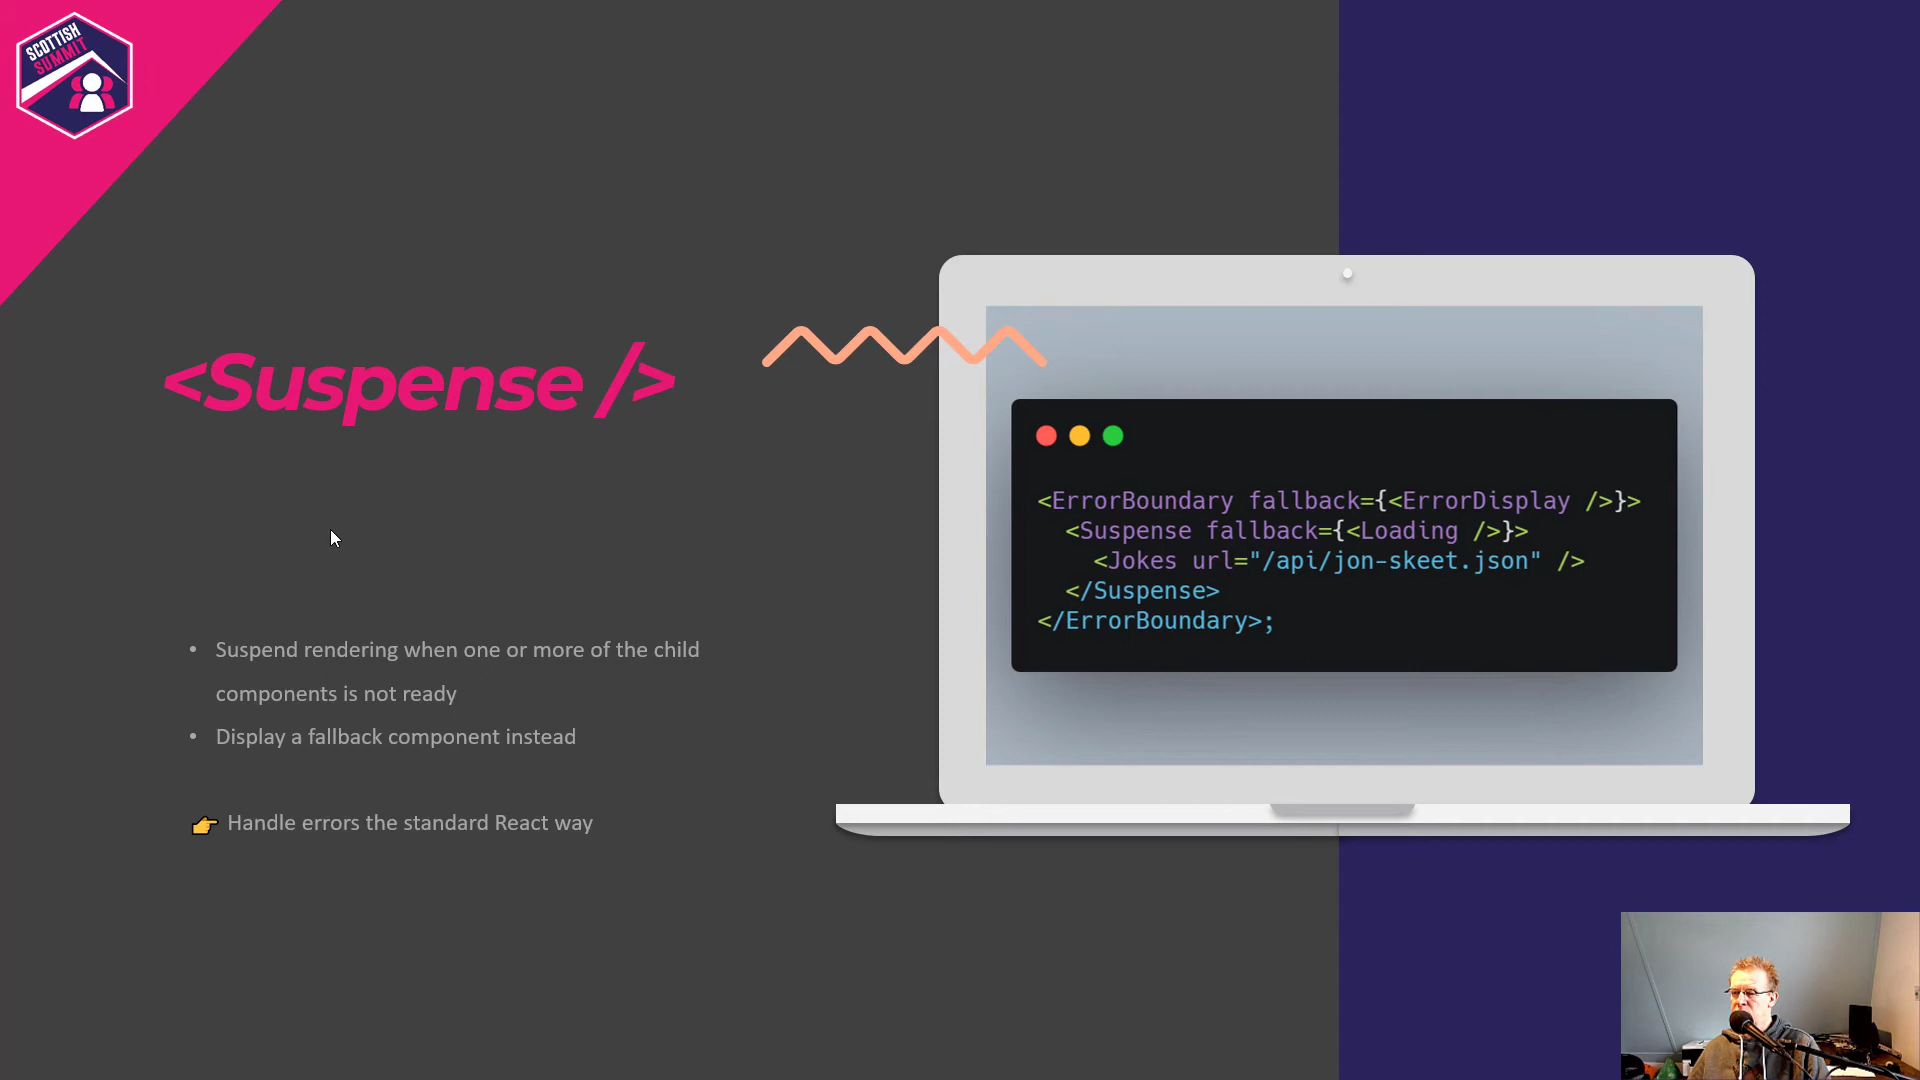 SCOTTISH
SUMMIT
<Suspense />
• Suspend rendering when one or more of the child
components is not ready
• Display a fallback component instead
👉 Handle errors the standard React way
<ErrorBoundary fallback={<ErrorDisplay />}>
  <Suspense fallback={<Loading />}>
    <Jokes url="/api/jon-skeet.json" />
  </Suspense>
</ErrorBoundary>;